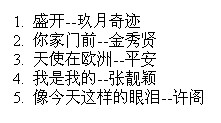 1. 盛开--玖月奇迹
2. 你家门前--金秀贤
3. 天使在欧洲--平安
4. 我是我的--张靓颖
5. 像今天这样的眼泪--许阁